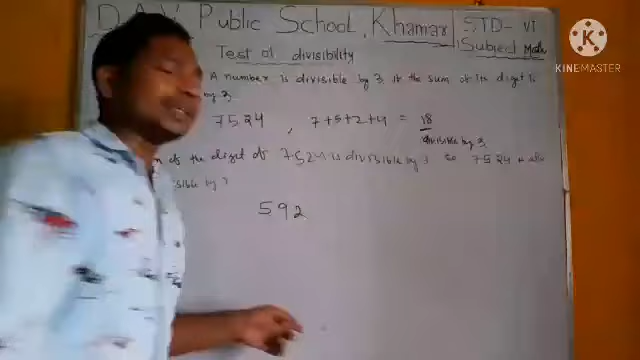 D.A.V Public School, Khamar
STD - VI
Subject Math
Test of divisibility
A number is divisible by 3, if the sum of its digit is
by 3,
7524, 7+5+2+4 = 18
divisible by 3,
of the digit of 7524 is divisible by 3 so 7524 is also
sible by 3
592
KINEMASTER